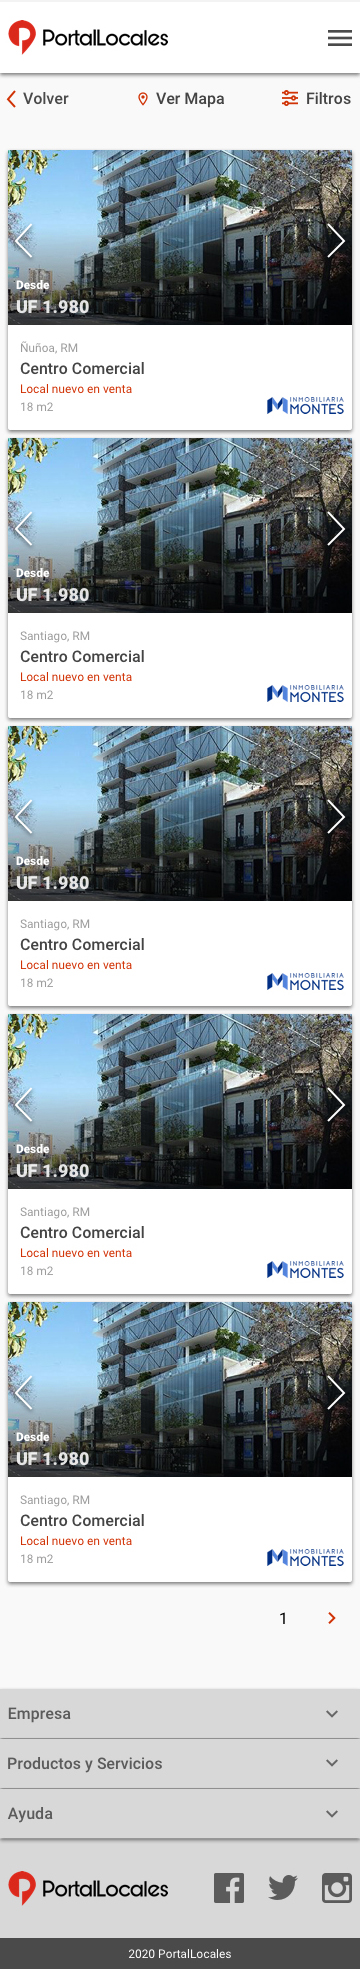 PortalLocales
Volver
Ver Mapa
Filtros
Desde
UF 1.980
Ñuñoa, RM
Centro Comercial
Local nuevo en venta
18 m2
INMOBILIARIA
MONTES
Desde
UF 1.980
Santiago, RM
Centro Comercial
Local nuevo en venta
18 m2
INMOBILIARIA
MONTES
Desde
UF 1.980
Santiago, RM
Centro Comercial
Local nuevo en venta
18 m2
INMOBILIARIA
MONTES
Desde
UF 1.980
Santiago, RM
Centro Comercial
Local nuevo en venta
18 m2
INMOBILIARIA
MONTES
Desde
UF 1.980
Santiago, RM
Centro Comercial
Local nuevo en venta
18 m2
INMOBILIARIA
MONTES
1
Empresa
Productos y Servicios
Ayuda
PortalLocales
2020 PortalLocales